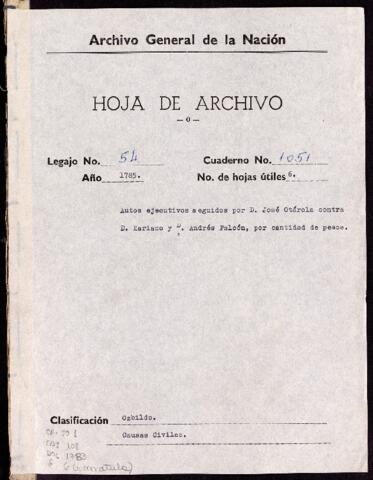 Archivo General de la Nación
HOJA DE ARCHIVO
—o—
Legajo No. 54 Cuaderno No. 1051
Año 1785. No. de hojas útiles 6.
Autos ejecutivos seguidos por D. José Otárola contra
D. Mariano y D. Andrés Falcón, por cantidad de pesos.
Clasificación Cabildo.
Causas Civiles.